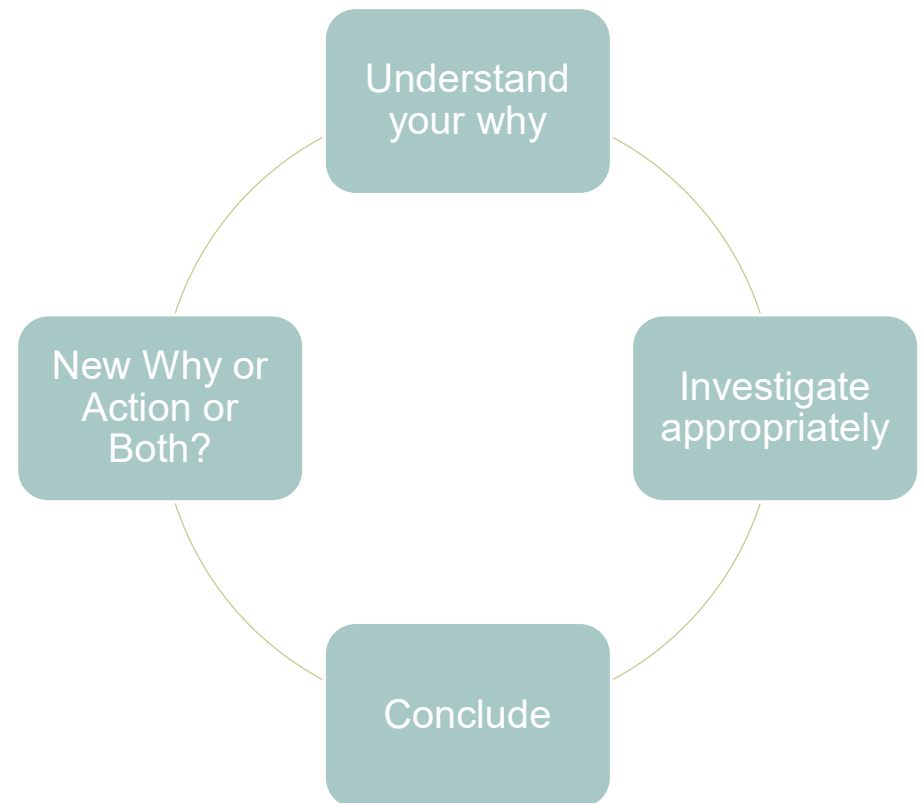 Understand
your why
Investigate
appropriately
Conclude
New Why or
Action or
Both?